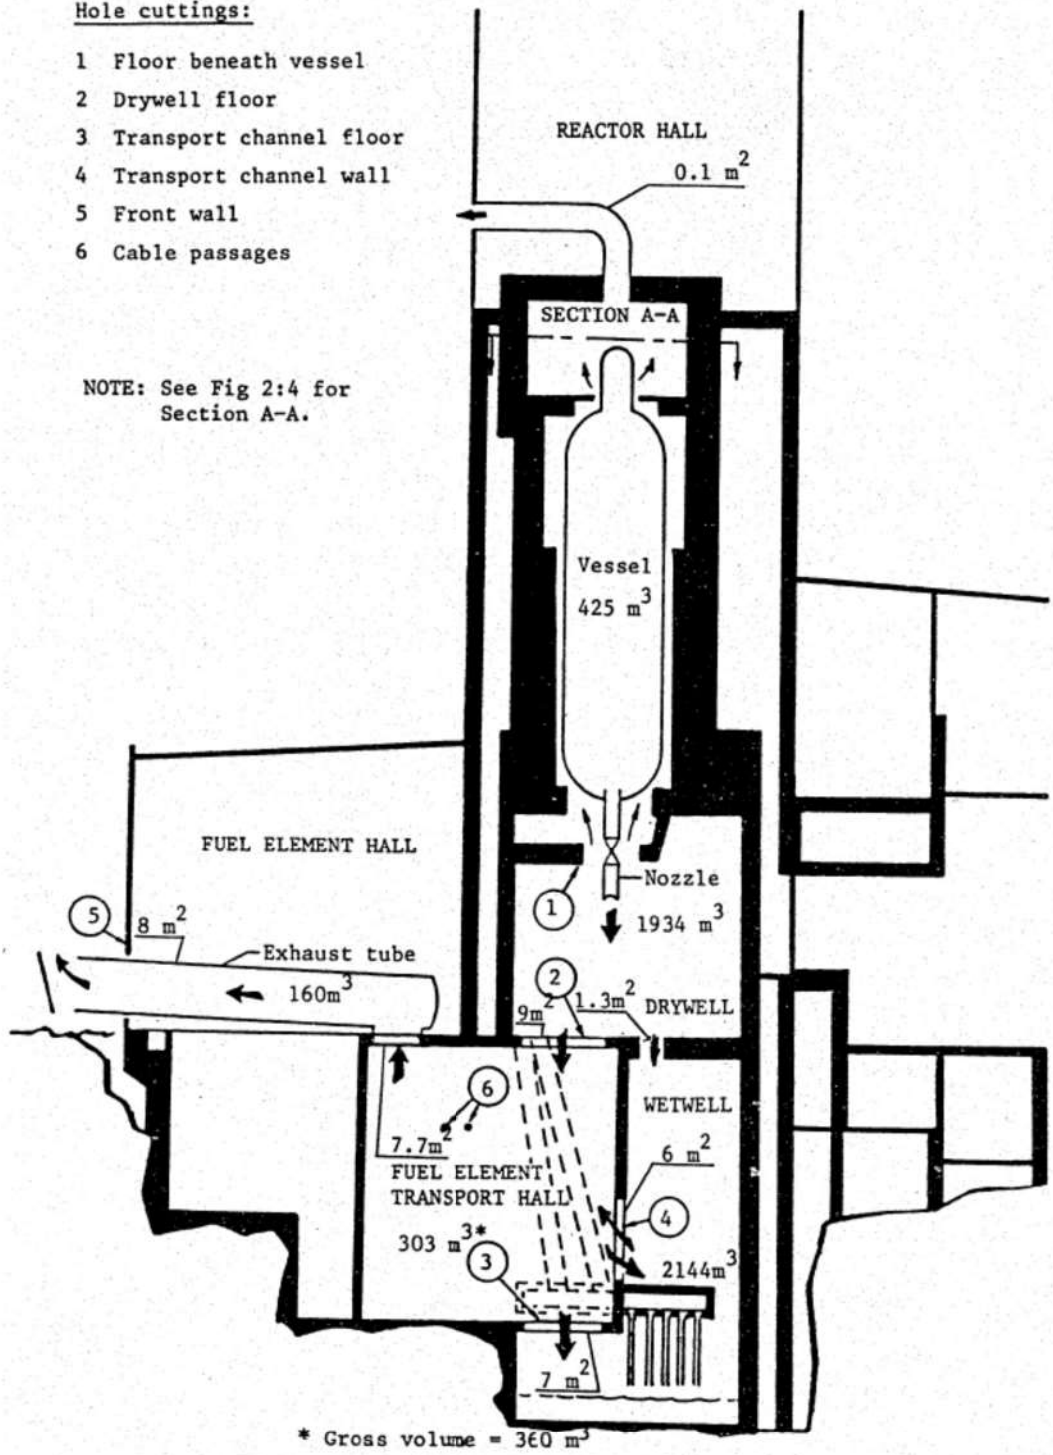 Hole cuttings:
1 Floor beneath vessel
2 Drywell floor
3 Transport channel floor
4 Transport channel wall
5 Front wall
6 Cable passages
NOTE: See Fig 2:4 for
Section A-A.
REACTOR HALL
0.1 m²
SECTION A-A
Vessel
425 m³
FUEL ELEMENT HALL
Nozzle
1
1934 m³
5
8 m²
Exhaust tube
160m³
2
9m²
1.3m²
DRYWELL
6
WETWELL
7.7m²
6 m²
FUEL ELEMENT
TRANSPORT HALL
4
303 m³*
3
2144m³
7 m²
* Gross volume = 360 m³